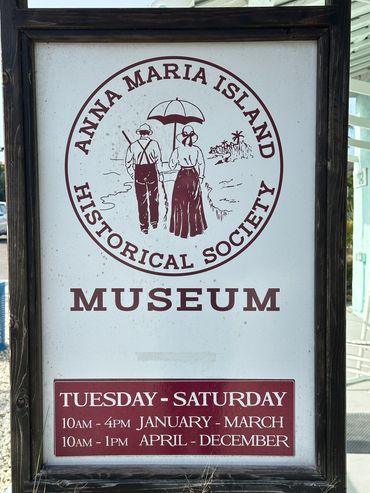 ANNA MARIA ISLAND
HISTORICAL SOCIETY
MUSEUM
TUESDAY - SATURDAY
10AM - 4PM JANUARY - MARCH
10AM - 1PM APRIL - DECEMBER